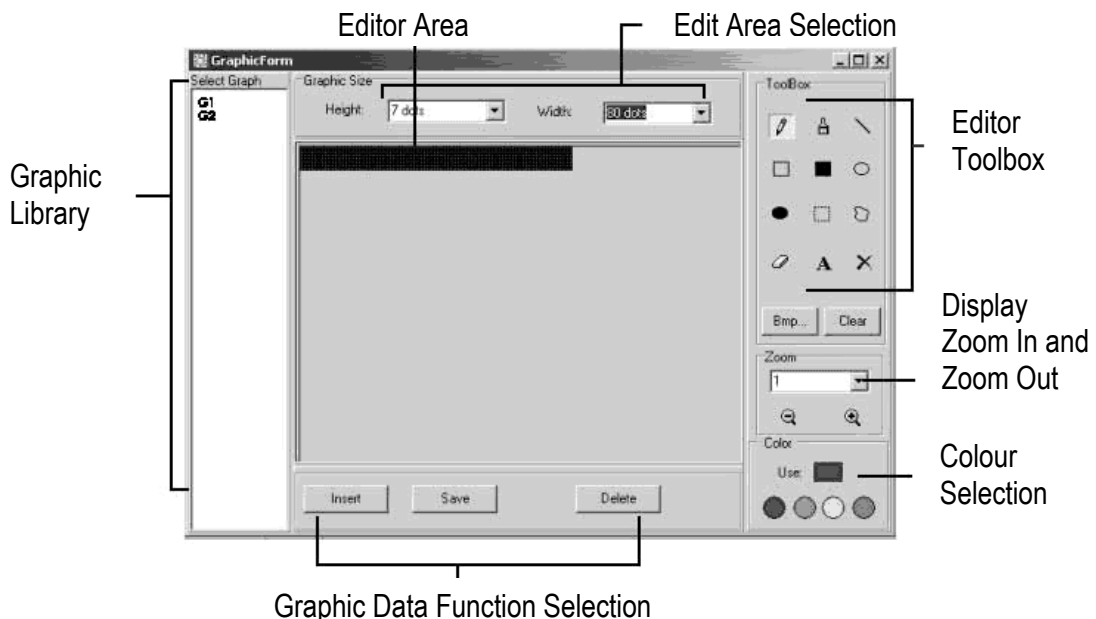 Editor Area
Edit Area Selection
GraphicForm
Select Graph
G1
G2
Graphic Size
Height: 7 dots
Width: 80 dots
ToolBox
A
Bmp...
Clear
Zoom
1
Color
Use:
Insert
Save
Delete
Graphic
Library
Editor
Toolbox
Display
Zoom In and
Zoom Out
Colour
Selection
Graphic Data Function Selection